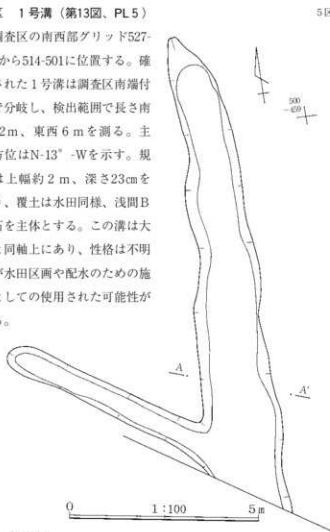 区 1号溝（第13図、PL5）
調査区の南西部グリッド527-
から514-501に位置する。確
された1号溝は調査区南端付
で分岐し、検出範囲で長さ南
2m、東西6mを測る。主
方位はN-13°-Wを示す。規
は上幅約2m、深さ23cmを
、覆土は水田同様、浅間B
石を主体とする。この溝は大
と同軸上にあり、性格は不明
が水田区画や配水のための施
としての使用された可能性が
る。
5区
500
-459
A
A'
0 1:100 5m